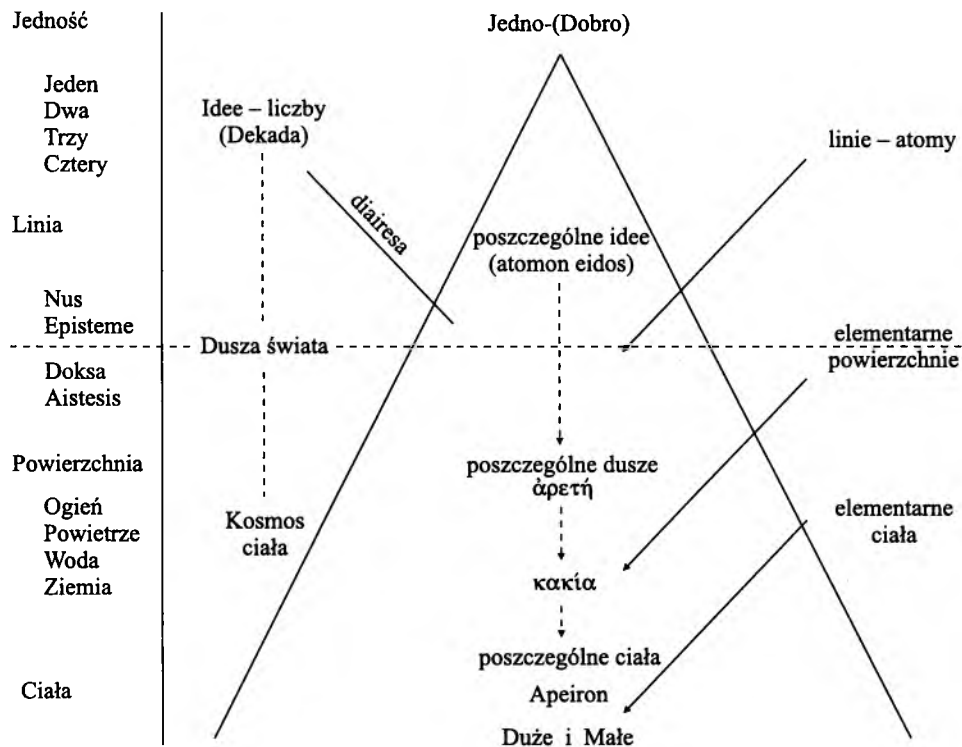 Jedność
Jeden
Dwa
Trzy
Cztery
Linia
Nus
Episteme
Doksa
Aistesis
Powierzchnia
Ogień
Powietrze
Woda
Ziemia
Ciała
Idee – liczby
(Dekada)
diairesa
Dusza świata
Kosmos
ciała
Jedno-(Dobro)
poszczególne idee
(atomon eidos)
poszczególne dusze
ἀρετή
κακία
poszczególne ciała
Apeiron
Duże i Małe
linie – atomy
elementarne
powierzchnie
elementarne
ciała